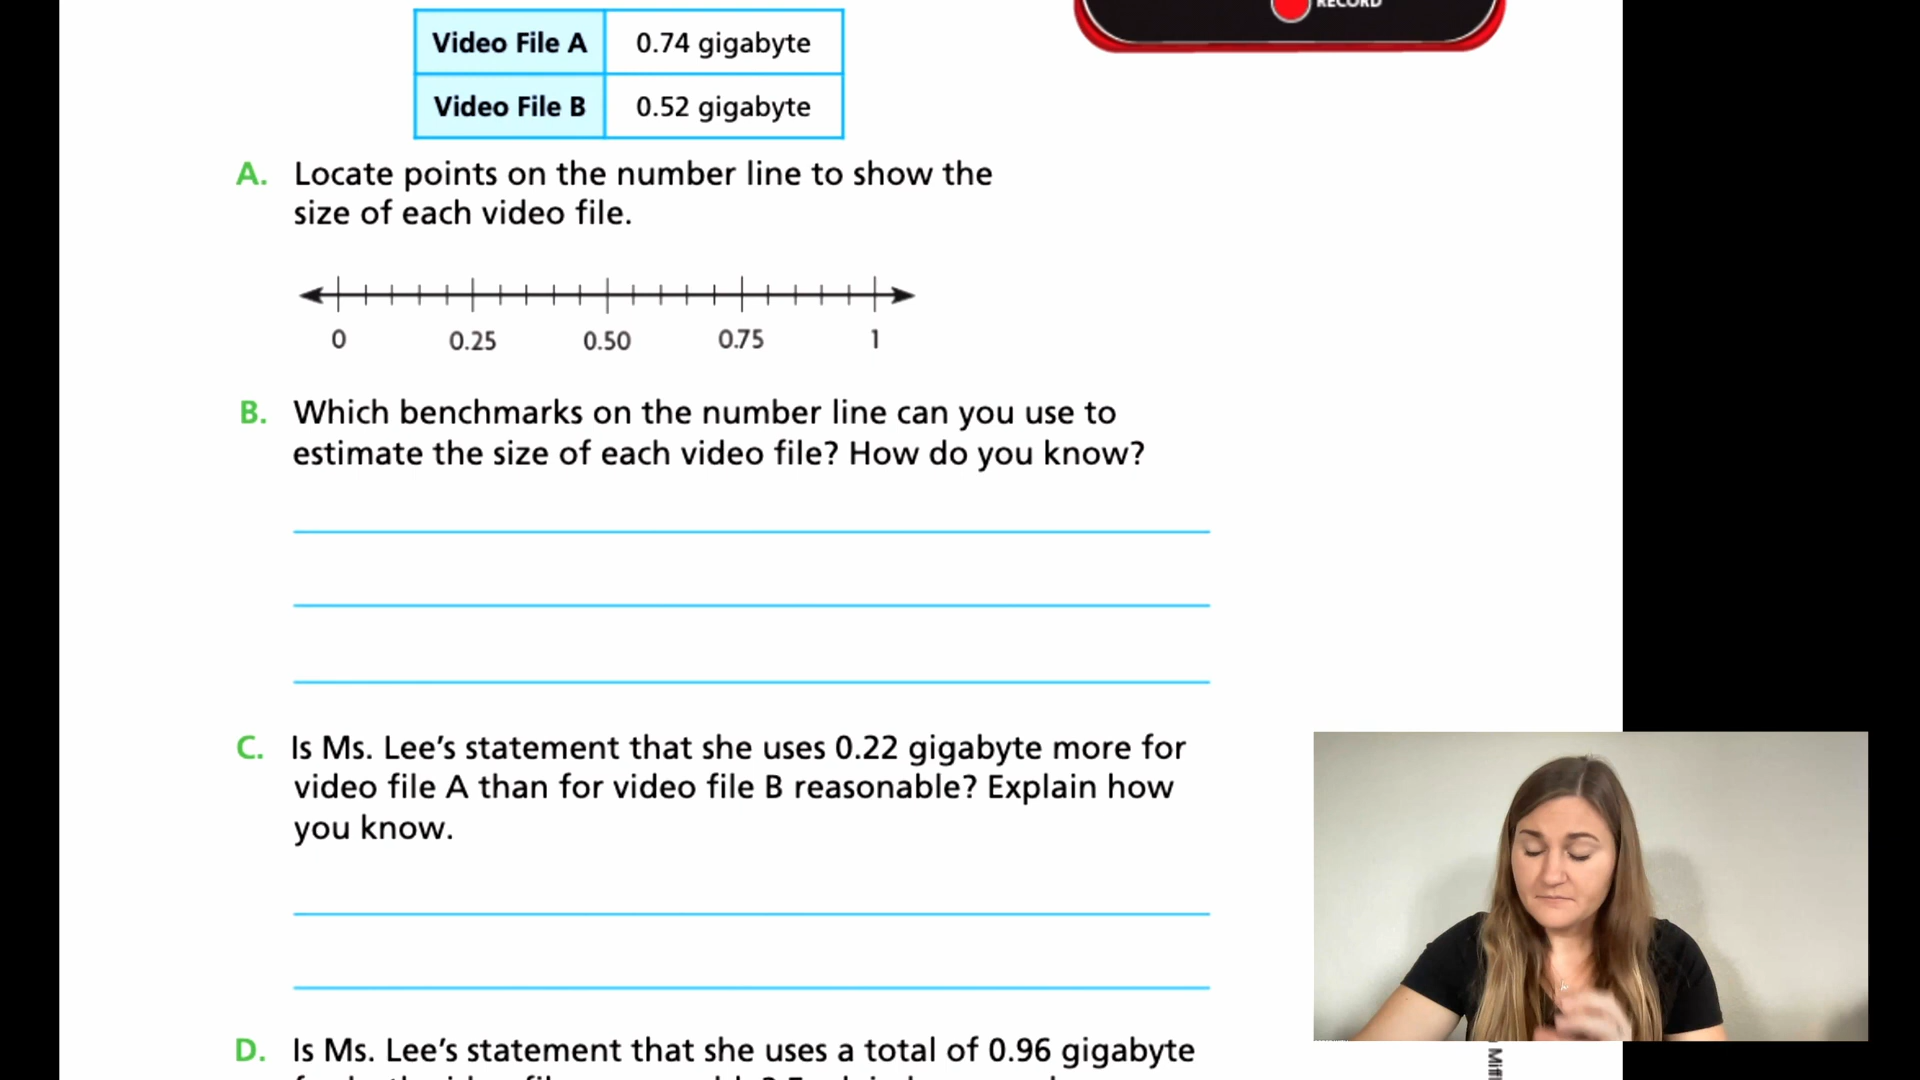 RECORD
Video File A 0.74 gigabyte
Video File B 0.52 gigabyte
A. Locate points on the number line to show the
size of each video file.
0 0.25 0.50 0.75 1
B. Which benchmarks on the number line can you use to
estimate the size of each video file? How do you know?
C. Is Ms. Lee's statement that she uses 0.22 gigabyte more for
video file A than for video file B reasonable? Explain how
you know.
D. Is Ms. Lee's statement that she uses a total of 0.96 gigabyte